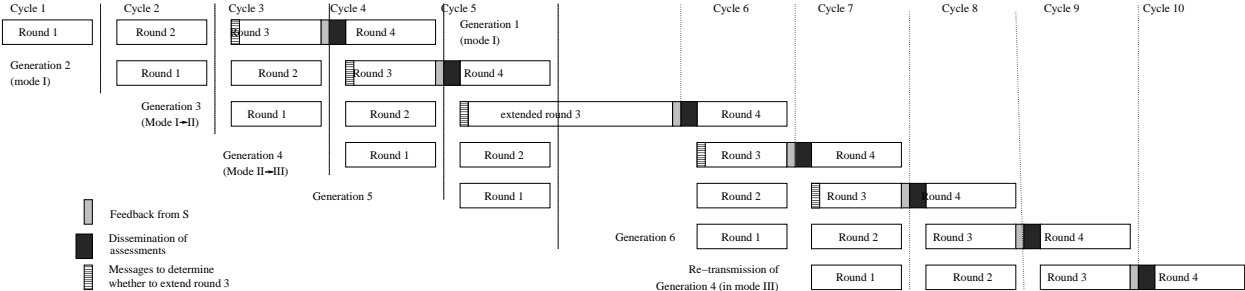 Cycle 1 Cycle 2 Cycle 3 Cycle 4 Cycle 5 Cycle 6 Cycle 7 Cycle 8 Cycle 9 Cycle 10
Round 1 Round 2 Round 3 Round 4 Generation 1
(mode I)
Generation 2
(mode I)
Round 1 Round 2 Round 3 Round 4
Generation 3
(Mode I→II)
Round 1 Round 2 extended round 3 Round 4
Generation 4
(Mode II→III)
Round 1 Round 2 Round 3 Round 4
Generation 5 Round 1 Round 2 Round 3 Round 4
Generation 6 Round 1 Round 2 Round 3 Round 4
Re-transmission of
Generation 4 (in mode III)
Round 1 Round 2 Round 3 Round 4
Feedback from S
Dissemination of
assessments
Messages to determine
whether to extend round 3